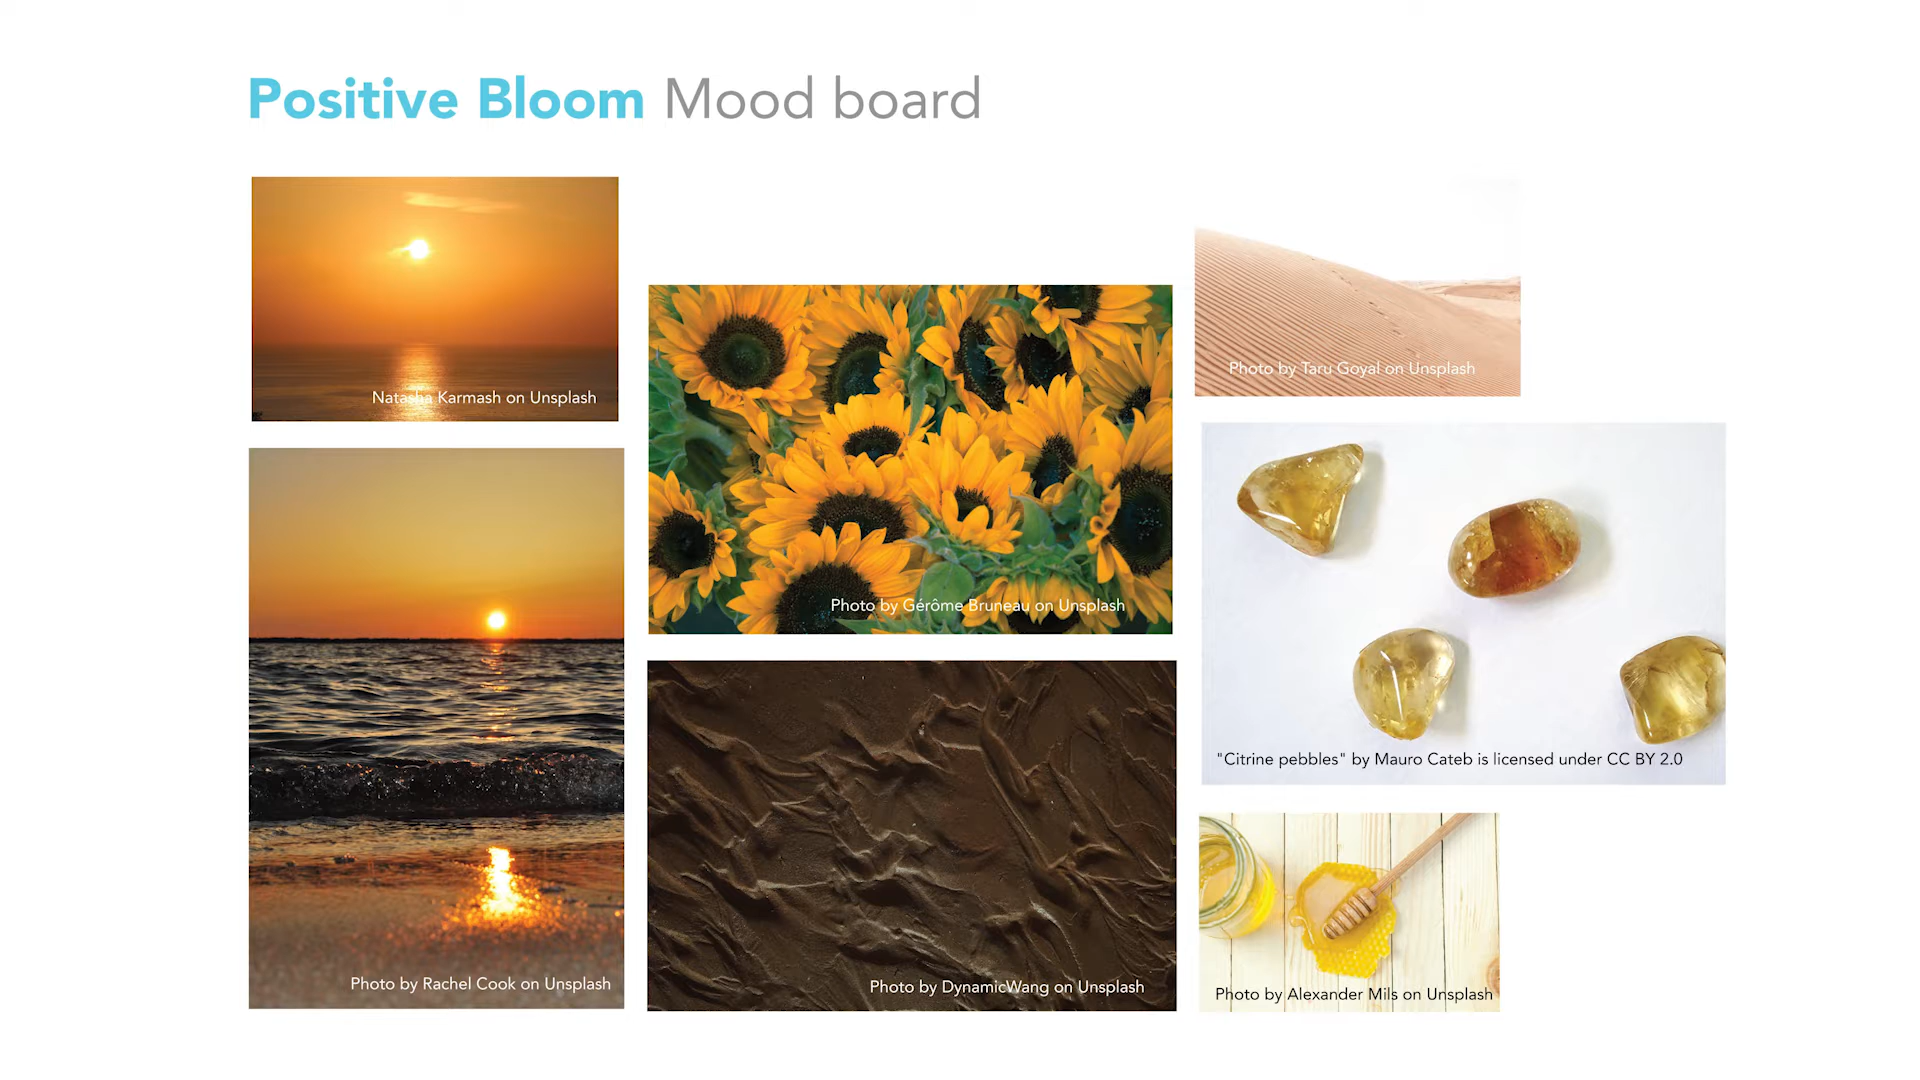 Positive Bloom Mood board
Natasha Karmash on Unsplash
Photo by Rachel Cook on Unsplash
Photo by Gérôme Bruneau on Unsplash
Photo by DynamicWang on Unsplash
Photo by Taru Goyal on Unsplash
"Citrine pebbles" by Mauro Cateb is licensed under CC BY 2.0
Photo by Alexander Mils on Unsplash